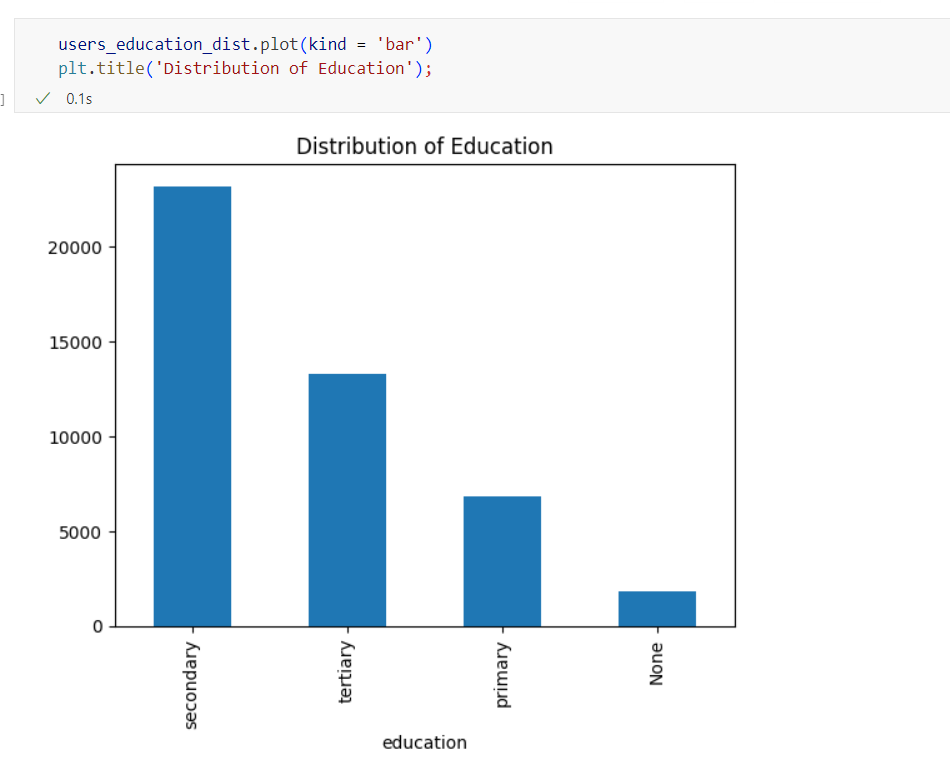 users_education_dist.plot(kind = 'bar')
plt.title('Distribution of Education');
]
0.1s
Distribution of Education
20000
15000
10000
5000
0
secondary
tertiary
primary
None
education